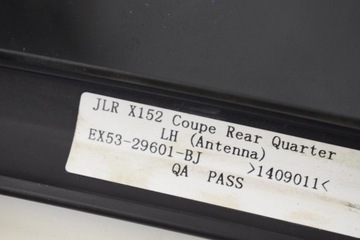 JLR X152 Coupe Rear Quarter
LH (Antenna)
EX53-29601-BJ >1409011<
QA PASS